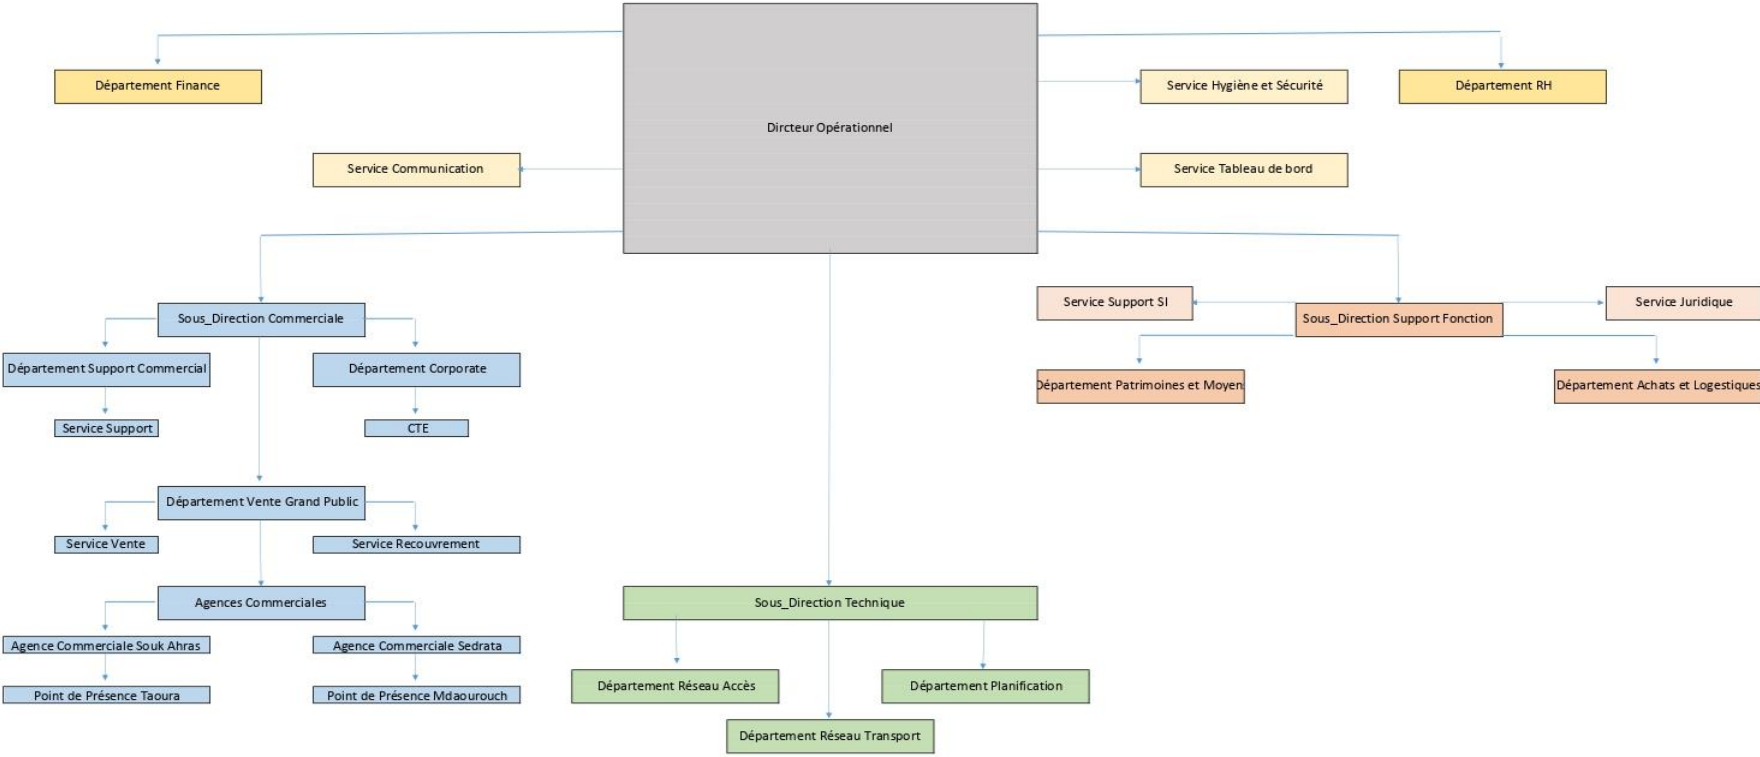 Dircteur Opérationnel
Département Finance
Service Hygiène et Sécurité
Département RH
Service Communication
Service Tableau de bord
Sous_Direction Commerciale
Département Support Commercial
Département Corporate
Service Support
CTE
Département Vente Grand Public
Service Vente
Service Recouvrement
Agences Commerciales
Agence Commerciale Souk Ahras
Agence Commerciale Sedrata
Point de Présence Taoura
Point de Présence Mdaourouch
Sous_Direction Technique
Département Réseau Accès
Département Planification
Département Réseau Transport
Service Support SI
Service Juridique
Sous_Direction Support Fonction
Département Patrimoines et Moyen
Département Achats et Logestiques